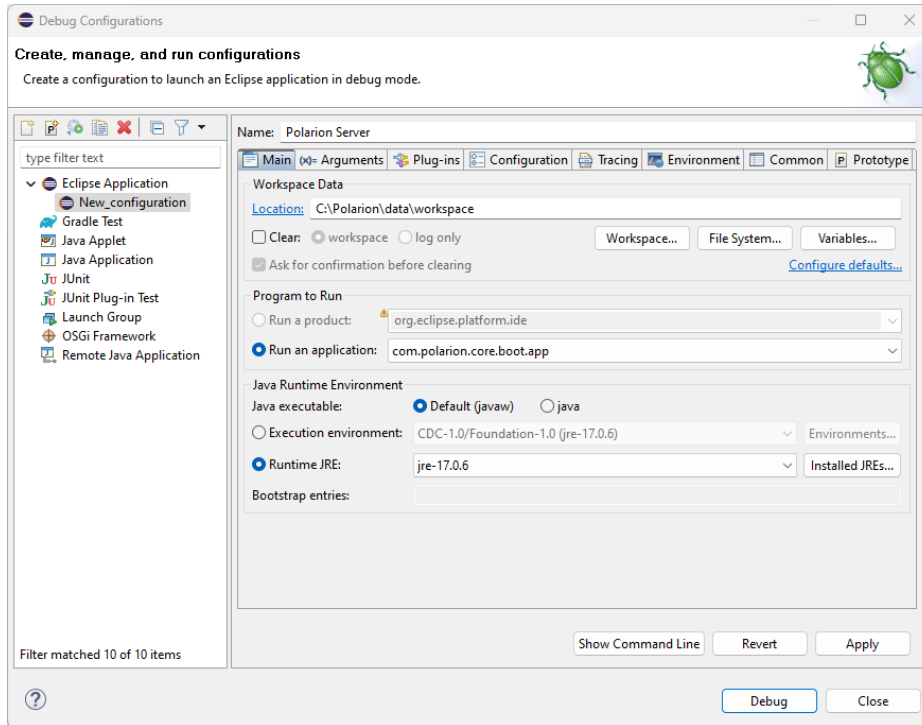 Debug Configurations
Create, manage, and run configurations
Create a configuration to launch an Eclipse application in debug mode.
type filter text
Eclipse Application
New_configuration
Gradle Test
Java Applet
Java Application
JUnit
JUnit Plug-in Test
Launch Group
OSGi Framework
Remote Java Application
Filter matched 10 of 10 items
Name: Polarion Server
Main (x)= Arguments Plug-ins Configuration Tracing Environment Common P Prototype
Workspace Data
Location: C:\Polarion\data\workspace
Clear: workspace log only Workspace... File System... Variables...
Ask for confirmation before clearing Configure defaults...
Program to Run
Run a product: org.eclipse.platform.ide
Run an application: com.polarion.core.boot.app
Java Runtime Environment
Java executable: Default (javaw) java
Execution environment: CDC-1.0/Foundation-1.0 (jre-17.0.6) Environments...
Runtime JRE: jre-17.0.6 Installed JREs...
Bootstrap entries:
Show Command Line Revert Apply
? Debug Close